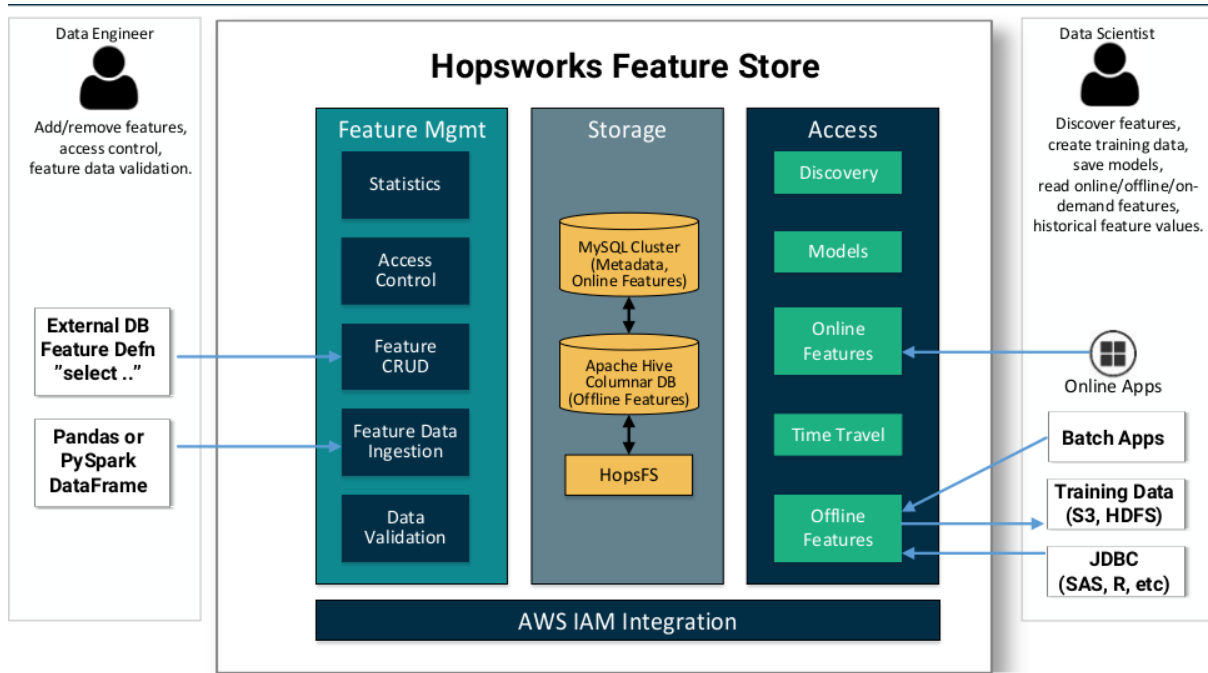 Data Engineer
Add/remove features,
access control,
feature data validation.
External DB
Feature Defn
”select ..”
Pandas or
PySpark
DataFrame
Hopsworks Feature Store
Feature Mgmt
Statistics
Access
Control
Feature
CRUD
Feature Data
Ingestion
Data
Validation
Storage
MySQL Cluster
(Metadata,
Online Features)
Apache Hive
Columnar DB
(Offline Features)
HopsFS
Access
Discovery
Models
Online
Features
Time Travel
Offline
Features
AWS IAM Integration
Data Scientist
Discover features,
create training data,
save models,
read online/offline/on-
demand features,
historical feature values.
Online Apps
Batch Apps
Training Data
(S3, HDFS)
JDBC
(SAS, R, etc)